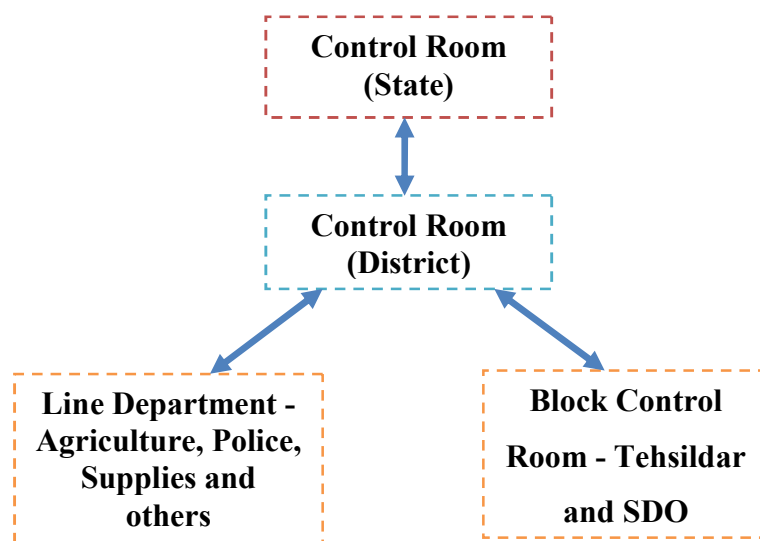 Control Room
(State)
Control Room
(District)
Line Department -
Agriculture, Police,
Supplies and
others
Block Control
Room - Tehsildar
and SDO